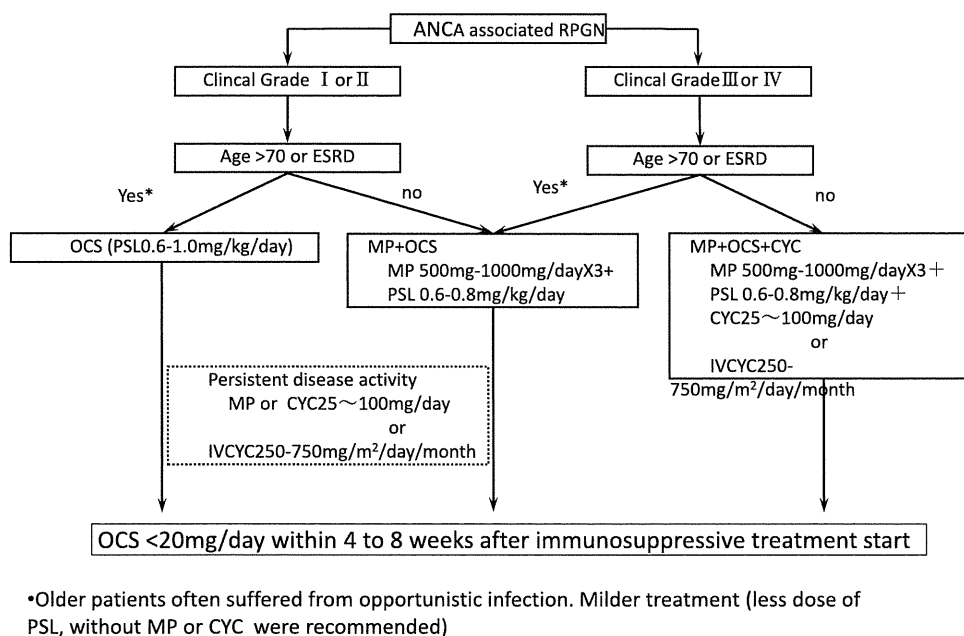 ANCA associated RPGN
Clincal Grade Ⅰ or Ⅱ
Clincal Grade Ⅲ or Ⅳ
Age >70 or ESRD
Age >70 or ESRD
Yes*
no
Yes*
no
OCS (PSL0.6-1.0mg/kg/day)
MP+OCS
MP 500mg-1000mg/dayX3+
PSL 0.6-0.8mg/kg/day
MP+OCS+CYC
MP 500mg-1000mg/dayX3＋
PSL 0.6-0.8mg/kg/day＋
CYC25～100mg/day
or
IVCYC250-
750mg/m²/day/month
Persistent disease activity
MP or CYC25～100mg/day
or
IVCYC250-750mg/m²/day/month
OCS <20mg/day within 4 to 8 weeks after immunosuppressive treatment start
•Older patients often suffered from opportunistic infection. Milder treatment (less dose of
PSL, without MP or CYC were recommended)